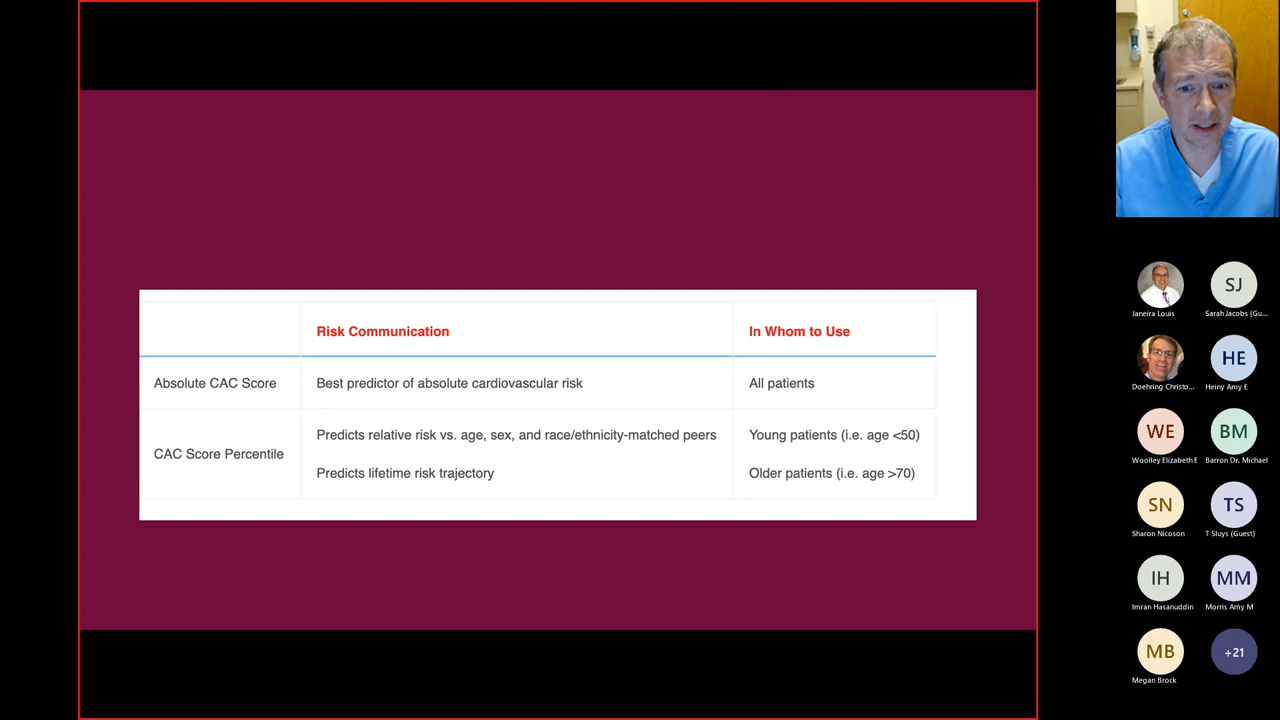 Risk Communication
In Whom to Use
Absolute CAC Score
Best predictor of absolute cardiovascular risk
All patients
CAC Score Percentile
Predicts relative risk vs. age, sex, and race/ethnicity-matched peers
Young patients (i.e. age <50)
Predicts lifetime risk trajectory
Older patients (i.e. age >70)
Janeira Louis
SJ
Sarah Jacobs (Gu...
Doehring Christo...
HE
Heiny Amy E
WE
Woolley Elizabeth E
BM
Barron Dr. Michael
SN
Sharon Nicoson
TS
T Sluys (Guest)
IH
Imran Hasanuddin
MM
Morris Amy M
MB
Megan Brock
+21